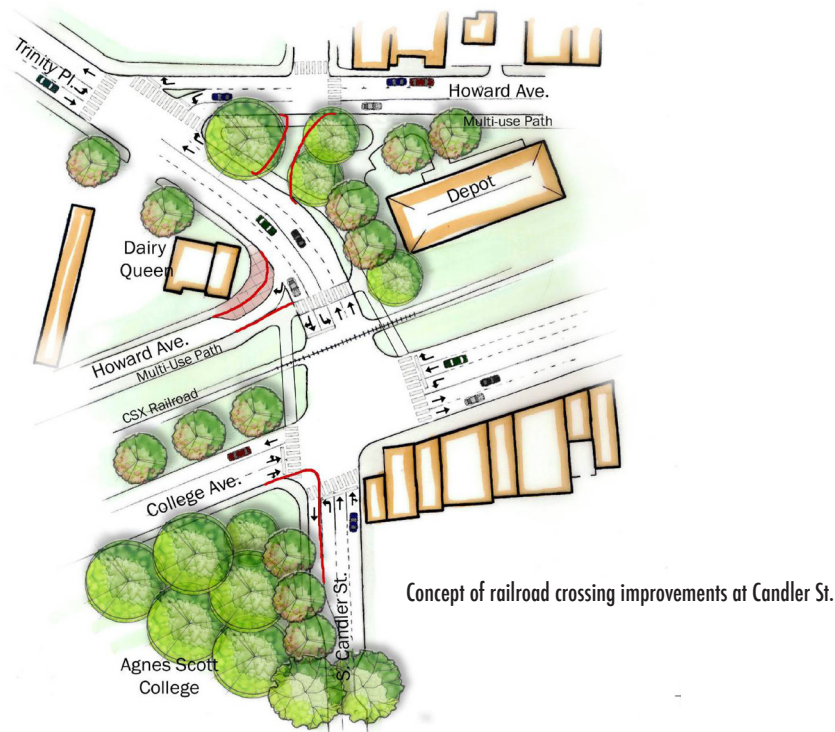 Trinity Pl.
Howard Ave.
Multi-use Path
Depot
Dairy
Queen
Howard Ave.
Multi-Use Path
CSX Railroad
College Ave.
S. Candler St.
Concept of railroad crossing improvements at Candler St.
Agnes Scott
College